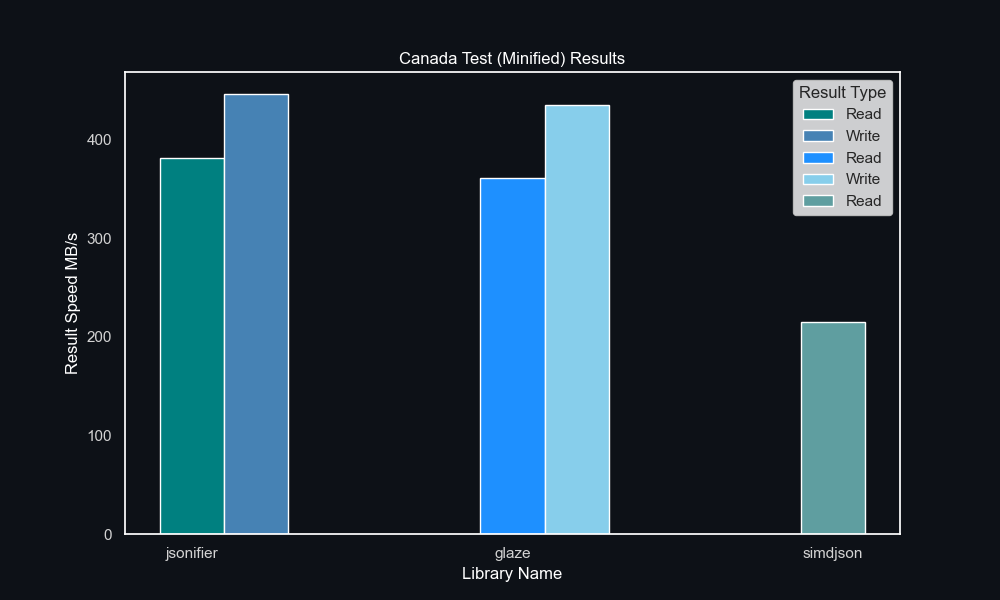 Canada Test (Minified) Results
Result Type
Read
Write
Read
Write
Read
Result Speed MB/s
400
300
200
100
0
jsonifier
glaze
simdjson
Library Name